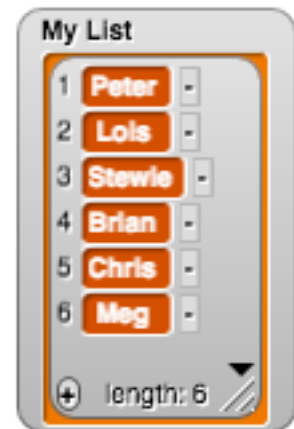 My List
1 Peter -
2 Lois -
3 Stewie -
4 Brian -
5 Chris -
6 Meg -
+ length: 6